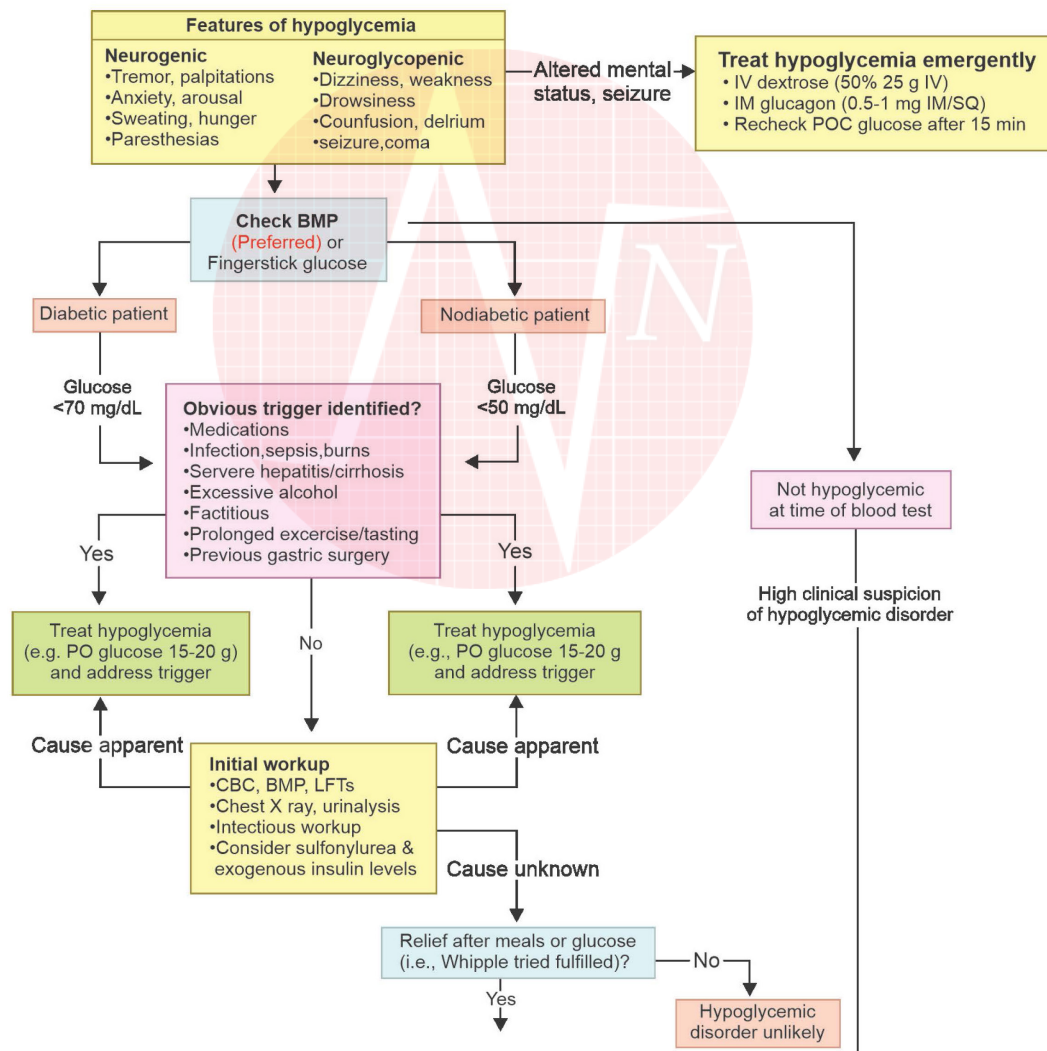 Features of hypoglycemia
Neurogenic
•Tremor, palpitations
•Anxiety, arousal
•Sweating, hunger
•Paresthesias
Neuroglycopenic
•Dizziness, weakness
•Drowsiness
•Counfusion, delrium
•seizure,coma
Altered mental
status, seizure
Treat hypoglycemia emergently
• IV dextrose (50% 25 g IV)
• IM glucagon (0.5-1 mg IM/SQ)
• Recheck POC glucose after 15 min
Check BMP
(Preferred) or
Fingerstick glucose
N
Diabetic patient
Nodiabetic patient
Glucose
<70 mg/dL
Glucose
<50 mg/dL
Obvious trigger identified?
•Medications
•Infection,sepsis,burns
•Servere hepatitis/cirrhosis
•Excessive alcohol
•Factitious
•Prolonged excercise/tasting
•Previous gastric surgery
Not hypoglycemic
at time of blood test
Yes
Yes
No
High clinical suspicion
of hypoglycemic disorder
Treat hypoglycemia
(e.g. PO glucose 15-20 g)
and address trigger
Treat hypoglycemia
(e.g., PO glucose 15-20 g
and address trigger
Cause apparent
Cause apparent
Initial workup
•CBC, BMP, LFTs
•Chest X ray, urinalysis
•Intectious workup
•Consider sulfonylurea &
exogenous insulin levels
Cause unknown
Relief after meals or glucose
(i.e., Whipple tried fulfilled)?
No
Yes
Hypoglycemic
disorder unlikely